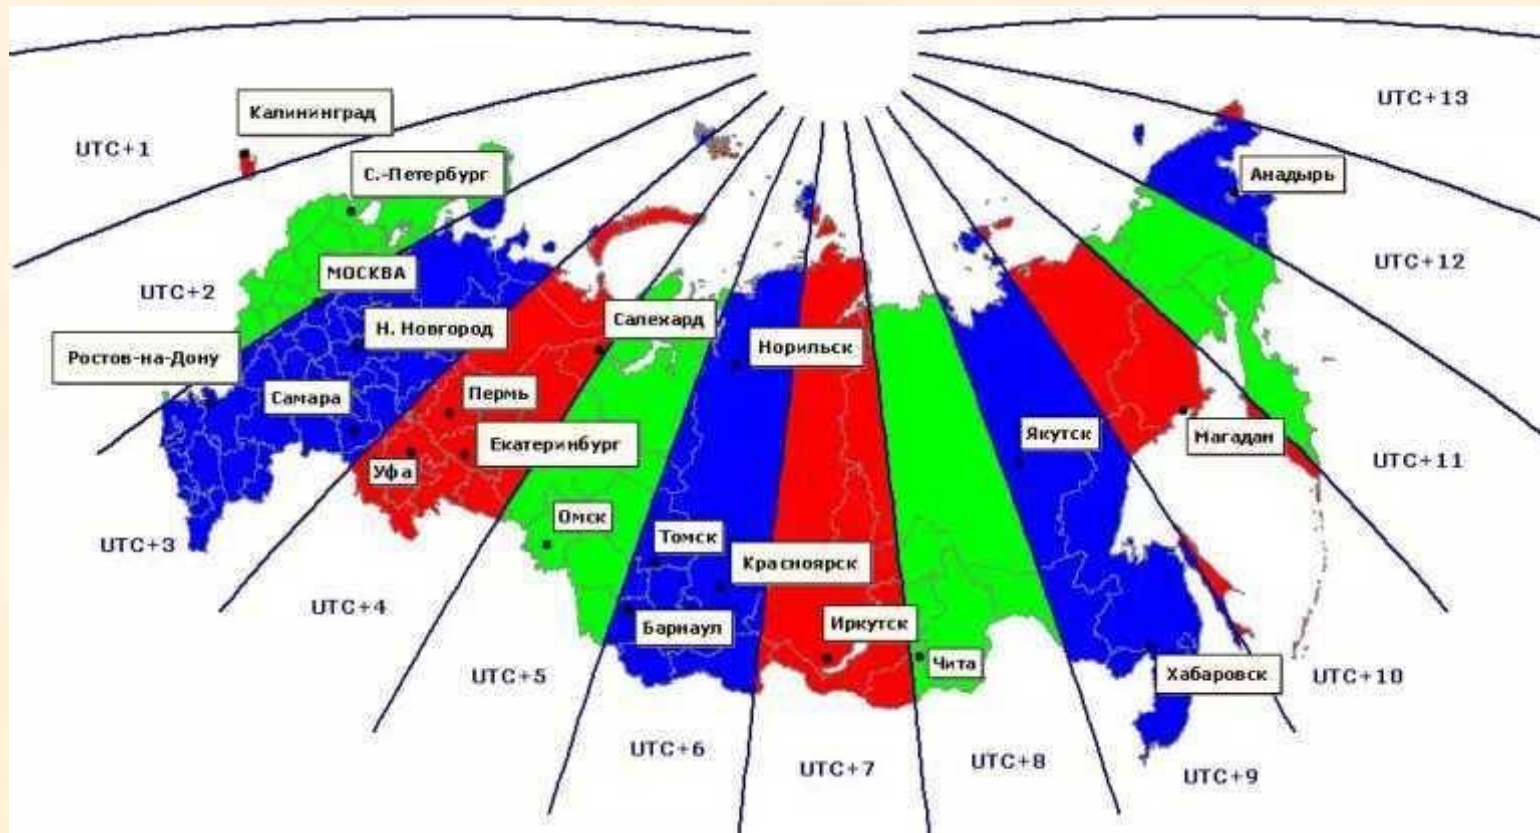 UTC+13
Калининград
UTC+1
С.-Петербург
Анадырь
МОСКВА
UTC+12
UTC+2
Салехард
Н. Новгород
Норильск
Ростов-на-Дону
Пермь
Самара
Якутск
Магадан
Екатеринбург
UTC+11
Уфа
Омск
Томск
UTC+3
Красноярск
UTC+4
Иркутск
Барнаул
Чита
UTC+5
Хабаровск
UTC+10
UTC+6
UTC+7
UTC+8
UTC+9